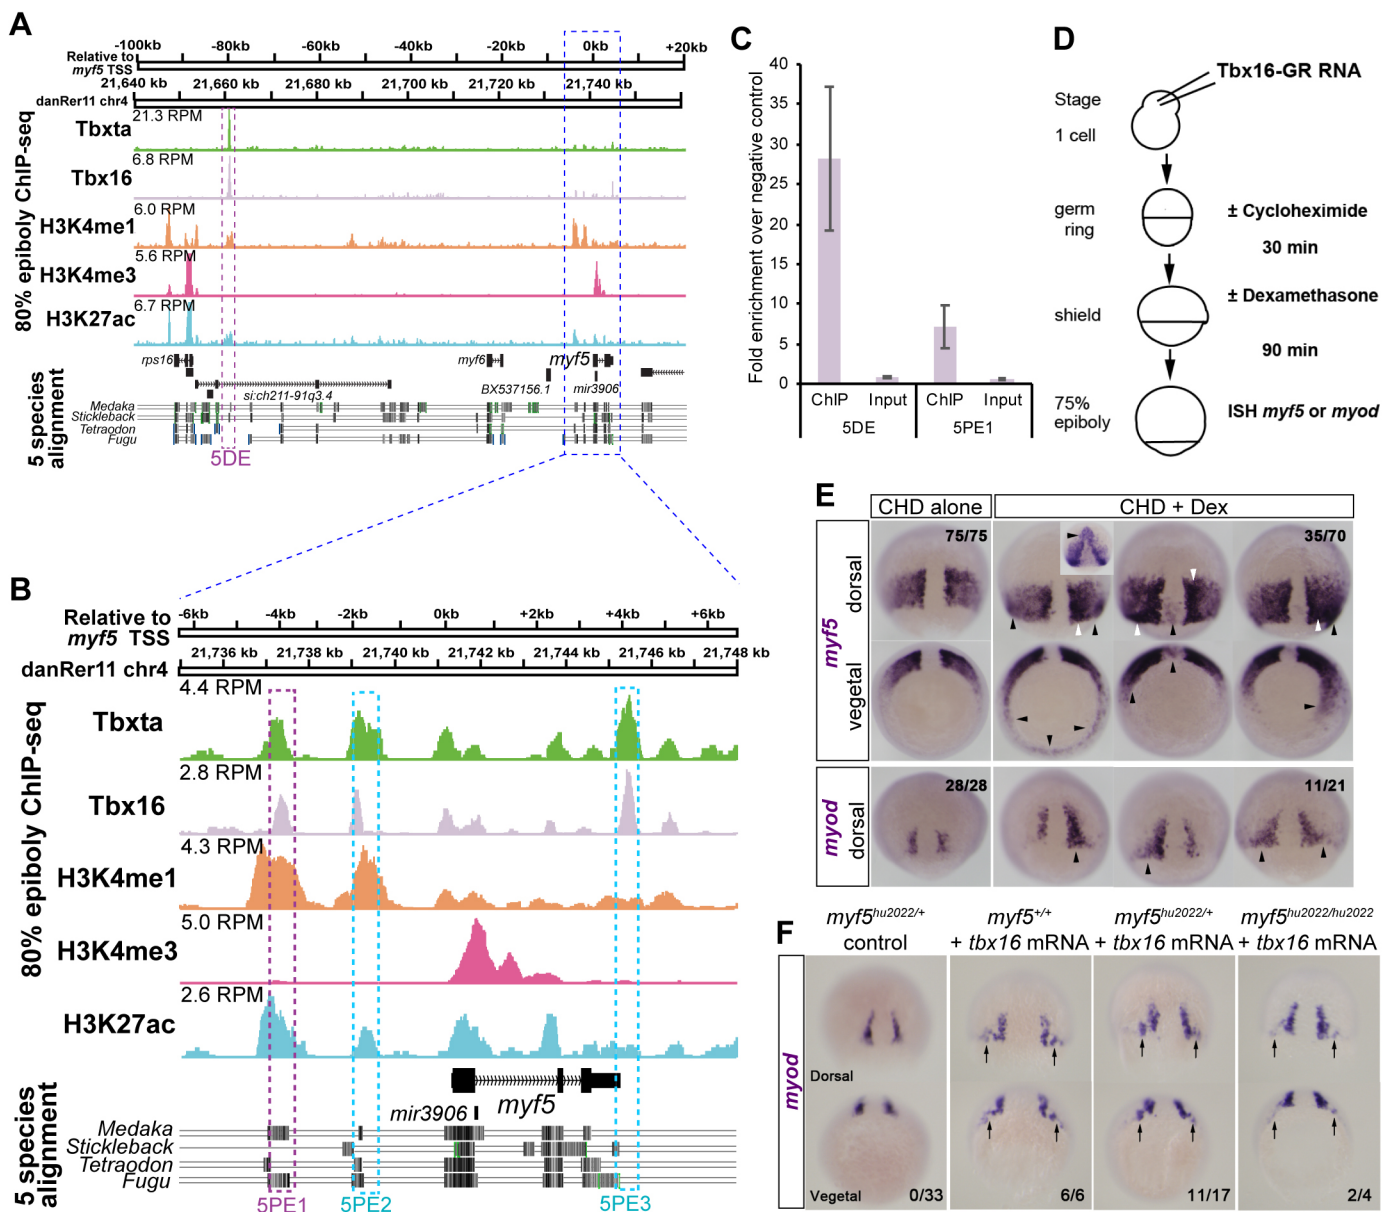 A
-100kb -80kb -60kb -40kb -20kb 0kb +20kb
Relative to
myf5 TSS
21,640 kb 21,660 kb 21,680 kb 21,700 kb 21,720 kb 21,740 kb
danRer11 chr4
80% epiboly ChIP-seq
21.3 RPM
Tbxta
6.8 RPM
Tbx16
6.0 RPM
H3K4me1
5.6 RPM
H3K4me3
6.7 RPM
H3K27ac
rps16 myf6 myf5
si:ch211-91q3.4 BX537156.1 mir3906
5 species alignment
Medaka
Stickleback
Tetraodon
Fugu
5DE
B
-6kb -4kb -2kb 0kb +2kb +4kb +6kb
Relative to
myf5 TSS
21,736 kb 21,738 kb 21,740 kb 21,742 kb 21,744 kb 21,746 kb 21,748 kb
danRer11 chr4
80% epiboly ChIP-seq
4.4 RPM
Tbxta
2.8 RPM
Tbx16
4.3 RPM
H3K4me1
5.0 RPM
H3K4me3
2.6 RPM
H3K27ac
mir3906 myf5
5 species alignment
Medaka
Stickleback
Tetraodon
Fugu
5PE1 5PE2 5PE3
C
Fold enrichment over negative control
40
35
30
25
20
15
10
5
0
ChIP Input ChIP Input
5DE 5PE1
D
Tbx16-GR RNA
Stage
1 cell
germ
ring
± Cycloheximide
30 min
shield
± Dexamethasone
90 min
75%
epiboly
ISH myf5 or myod
E
CHD alone CHD + Dex
myf5
dorsal
75/75 35/70
vegetal
myod
dorsal
28/28 11/21
F
myf5hu2022/+ myf5+/+ myf5hu2022/+ myf5hu2022/hu2022
control + tbx16 mRNA + tbx16 mRNA + tbx16 mRNA
myod
Dorsal
Vegetal 0/33 6/6 11/17 2/4